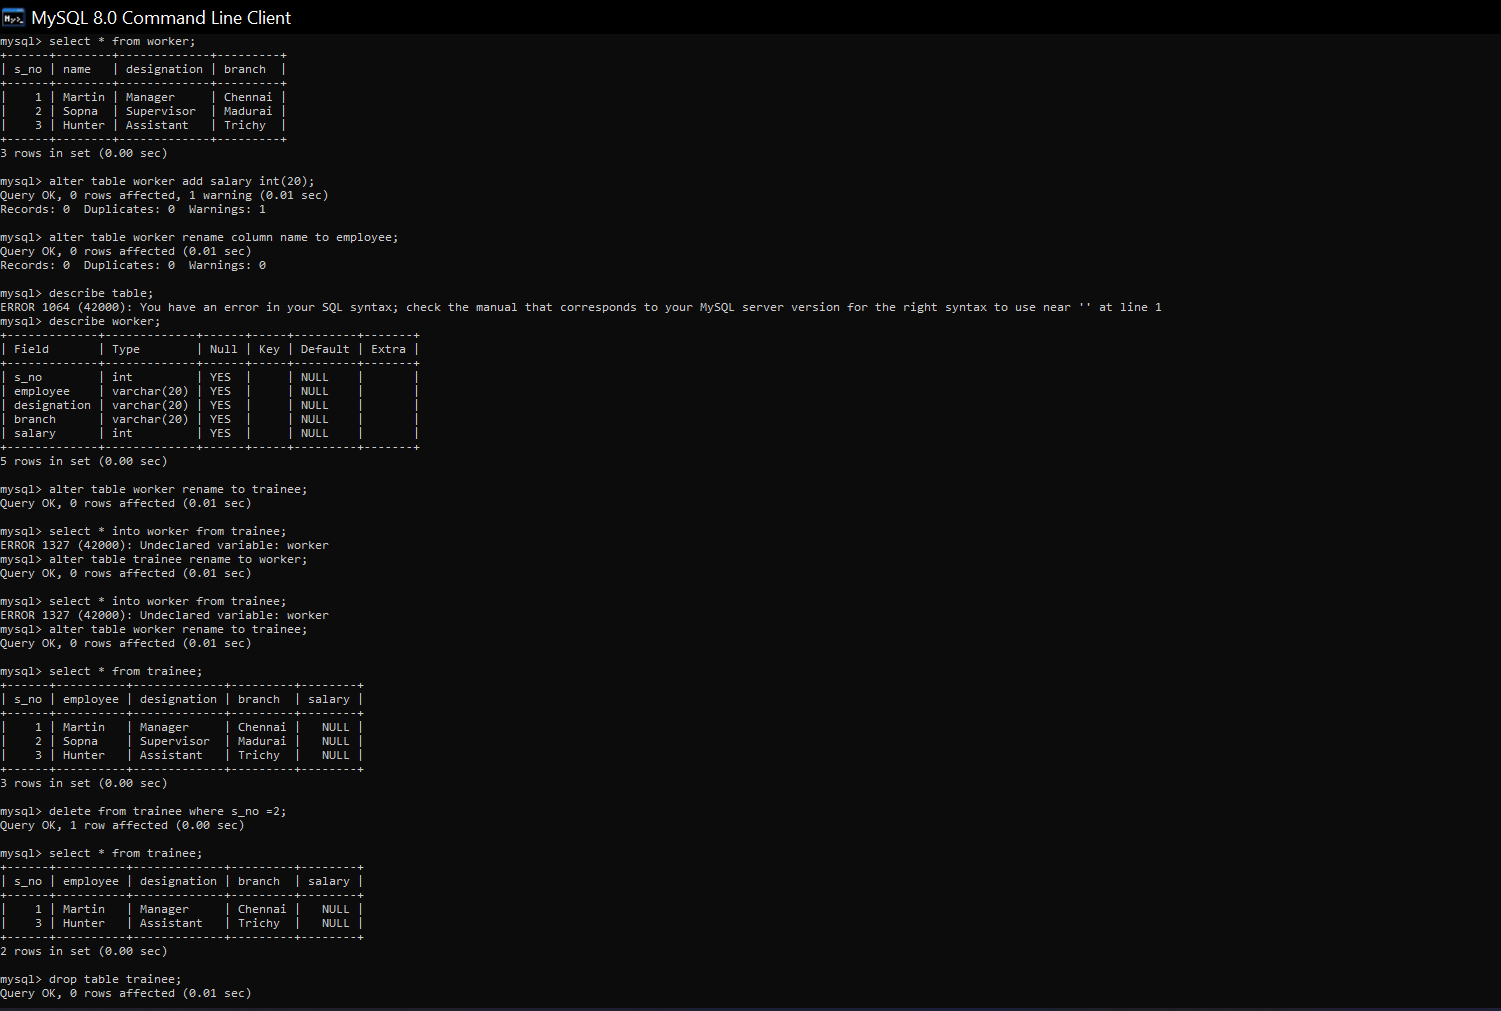 MySQL 8.0 Command Line Client
mysql> select * from worker;
+------+--------+-------------+---------+
| s_no | name   | designation | branch  |
+------+--------+-------------+---------+
|    1 | Martin | Manager     | Chennai |
|    2 | Sopna  | Supervisor  | Madurai |
|    3 | Hunter | Assistant   | Trichy  |
+------+--------+-------------+---------+
3 rows in set (0.00 sec)

mysql> alter table worker add salary int(20);
Query OK, 0 rows affected, 1 warning (0.01 sec)
Records: 0  Duplicates: 0  Warnings: 1

mysql> alter table worker rename column name to employee;
Query OK, 0 rows affected (0.01 sec)
Records: 0  Duplicates: 0  Warnings: 0

mysql> describe table;
ERROR 1064 (42000): You have an error in your SQL syntax; check the manual that corresponds to your MySQL server version for the right syntax to use near '' at line 1
mysql> describe worker;
+-------------+-------------+------+-----+---------+-------+
| Field       | Type        | Null | Key | Default | Extra |
+-------------+-------------+------+-----+---------+-------+
| s_no        | int         | YES  |     | NULL    |       |
| employee    | varchar(20) | YES  |     | NULL    |       |
| designation | varchar(20) | YES  |     | NULL    |       |
| branch      | varchar(20) | YES  |     | NULL    |       |
| salary      | int         | YES  |     | NULL    |       |
+-------------+-------------+------+-----+---------+-------+
5 rows in set (0.00 sec)

mysql> alter table worker rename to trainee;
Query OK, 0 rows affected (0.01 sec)

mysql> select * into worker from trainee;
ERROR 1327 (42000): Undeclared variable: worker
mysql> alter table trainee rename to worker;
Query OK, 0 rows affected (0.01 sec)

mysql> select * into worker from trainee;
ERROR 1327 (42000): Undeclared variable: worker
mysql> alter table worker rename to trainee;
Query OK, 0 rows affected (0.01 sec)

mysql> select * from trainee;
+------+----------+-------------+---------+--------+
| s_no | employee | designation | branch  | salary |
+------+----------+-------------+---------+--------+
|    1 | Martin   | Manager     | Chennai |   NULL |
|    2 | Sopna    | Supervisor  | Madurai |   NULL |
|    3 | Hunter   | Assistant   | Trichy  |   NULL |
+------+----------+-------------+---------+--------+
3 rows in set (0.00 sec)

mysql> delete from trainee where s_no =2;
Query OK, 1 row affected (0.00 sec)

mysql> select * from trainee;
+------+----------+-------------+---------+--------+
| s_no | employee | designation | branch  | salary |
+------+----------+-------------+---------+--------+
|    1 | Martin   | Manager     | Chennai |   NULL |
|    3 | Hunter   | Assistant   | Trichy  |   NULL |
+------+----------+-------------+---------+--------+
2 rows in set (0.00 sec)

mysql> drop table trainee;
Query OK, 0 rows affected (0.01 sec)